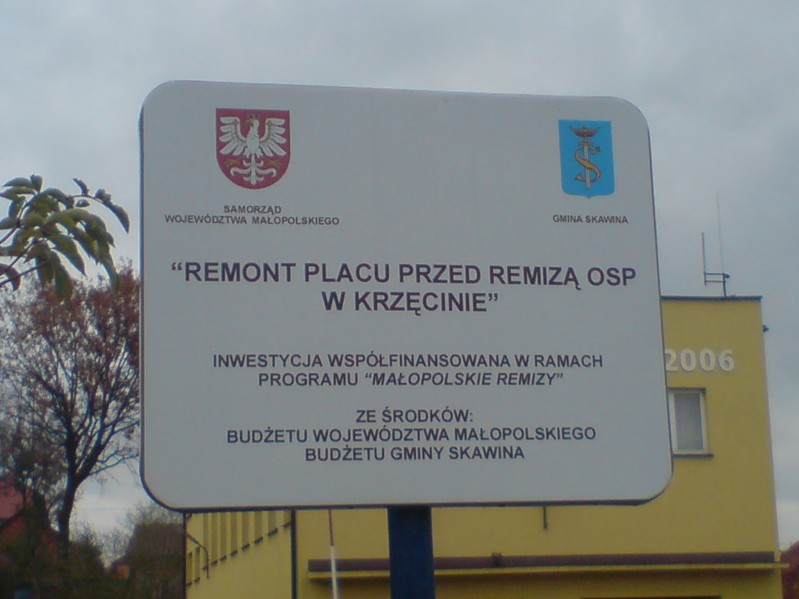 SAMORZĄD
WOJEWÓDZTWA MAŁOPOLSKIEGO
GMINA SKAWINA
“REMONT PLACU PRZED REMIZĄ OSP
W KRZĘCINIE”
INWESTYCJA WSPÓŁFINANSOWANA W RAMACH
PROGRAMU “MAŁOPOLSKIE REMIZY”
ZE ŚRODKÓW:
BUDŻETU WOJEWÓDZTWA MAŁOPOLSKIEGO
BUDŻETU GMINY SKAWINA
2006